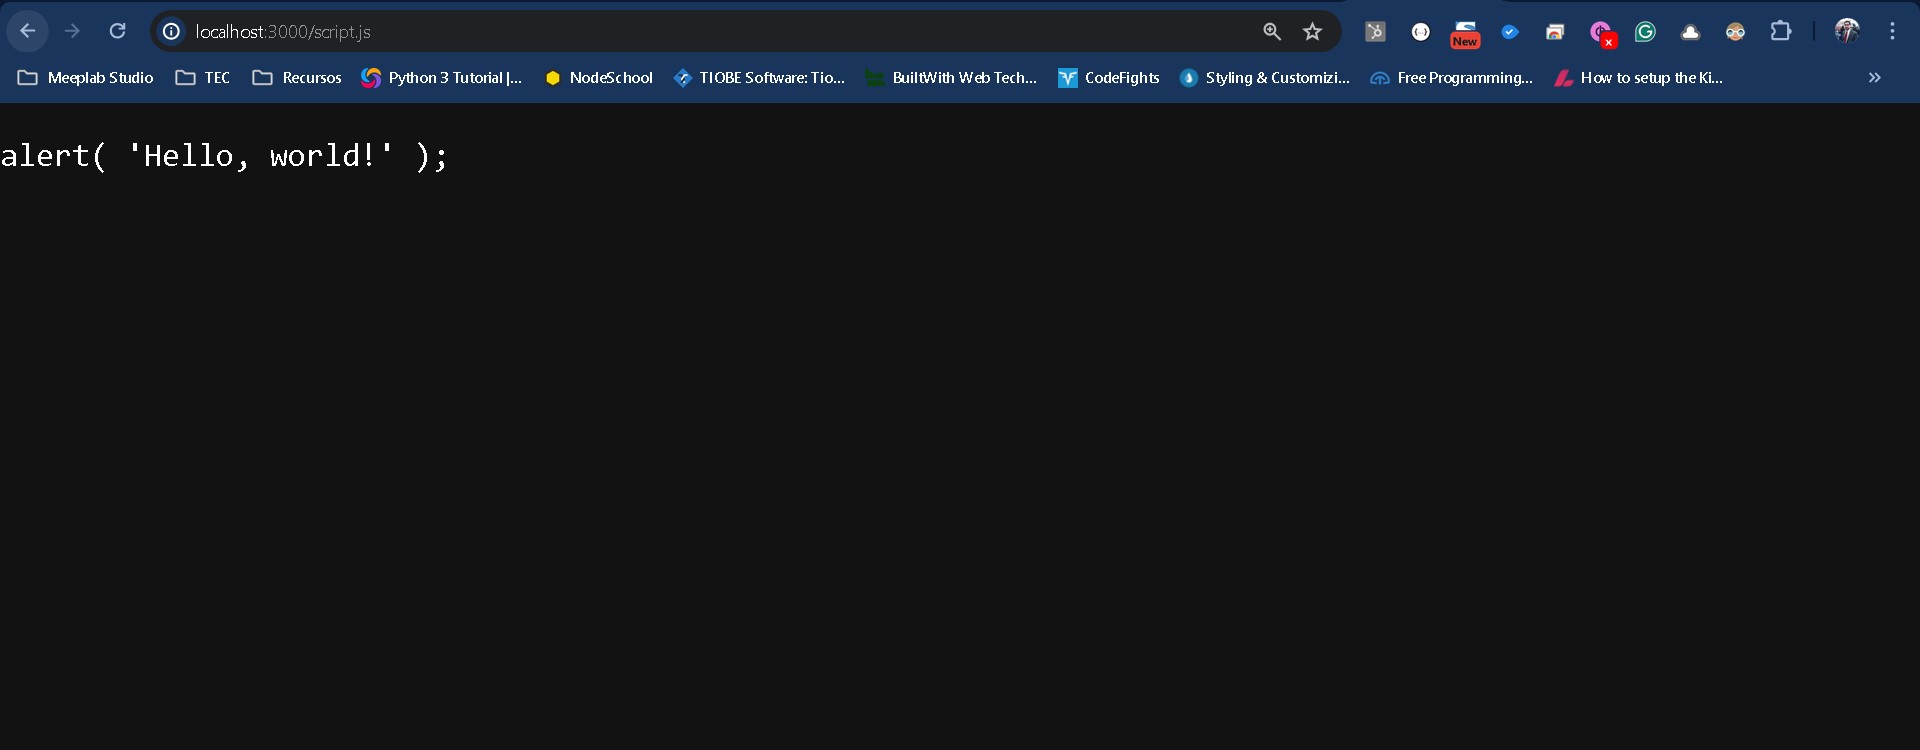 localhost:3000/script.js
New
x
Meeplab Studio
TEC
Recursos
Python 3 Tutorial |...
NodeSchool
TIOBE Software: Tio...
BuiltWith Web Tech...
CodeFights
Styling & Customizi...
Free Programming...
How to setup the Ki...
»
alert( 'Hello, world!' );